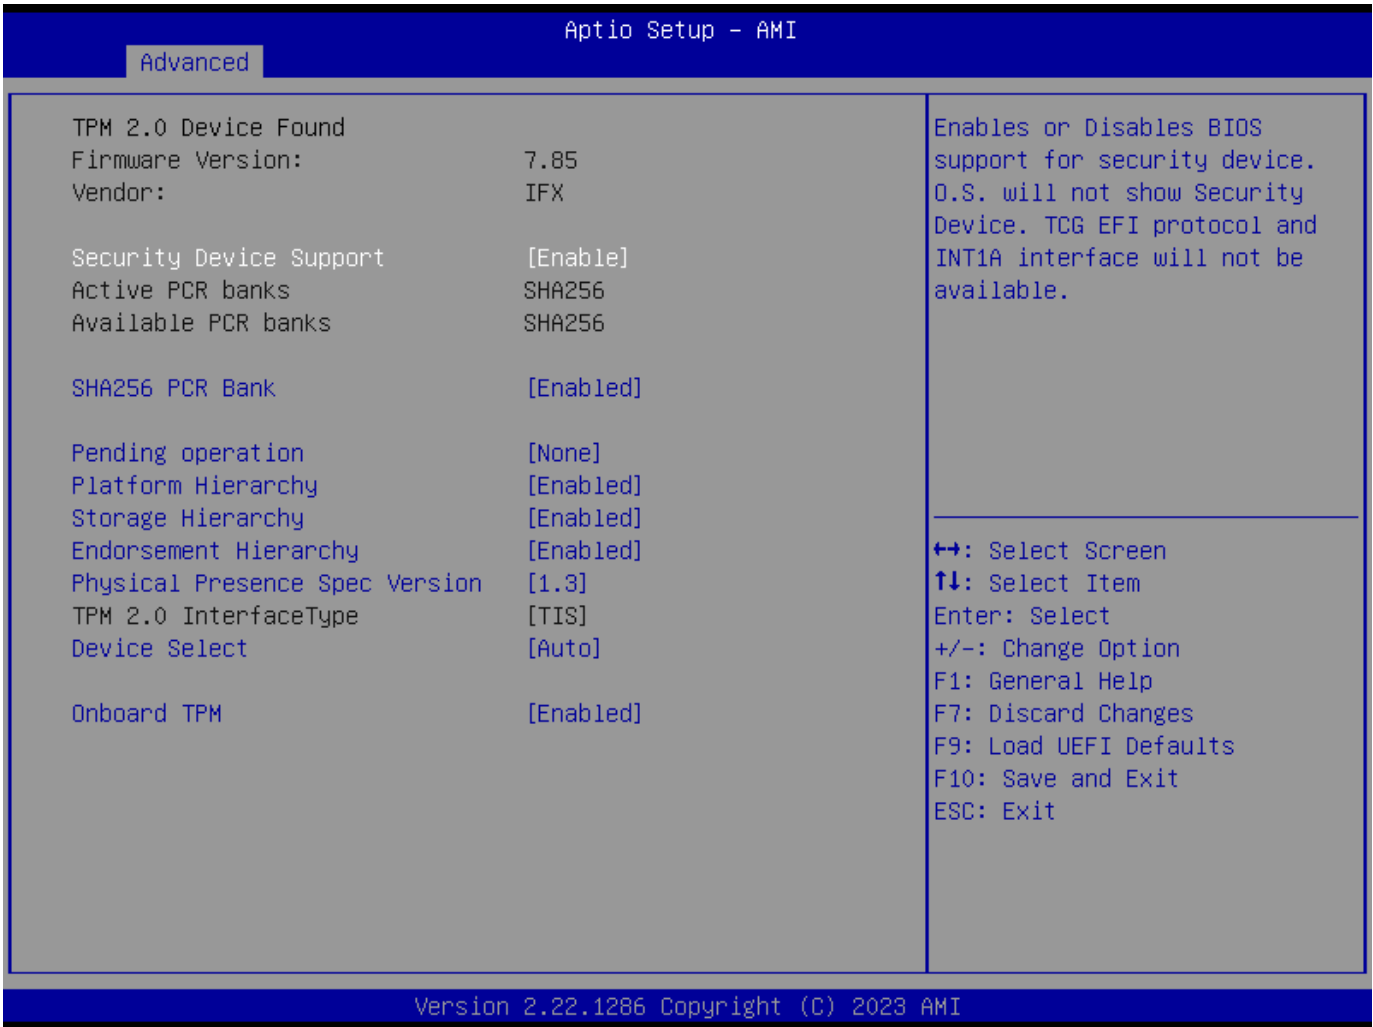 Aptio Setup – AMI
Advanced
TPM 2.0 Device Found
Firmware Version: 7.85
Vendor: IFX
Security Device Support [Enable]
Active PCR banks SHA256
Available PCR banks SHA256
SHA256 PCR Bank [Enabled]
Pending operation [None]
Platform Hierarchy [Enabled]
Storage Hierarchy [Enabled]
Endorsement Hierarchy [Enabled]
Physical Presence Spec Version [1.3]
TPM 2.0 InterfaceType [TIS]
Device Select [Auto]
Onboard TPM [Enabled]
Enables or Disables BIOS
support for security device.
O.S. will not show Security
Device. TCG EFI protocol and
INT1A interface will not be
available.
↔: Select Screen
↑↓: Select Item
Enter: Select
+/-: Change Option
F1: General Help
F7: Discard Changes
F9: Load UEFI Defaults
F10: Save and Exit
ESC: Exit
Version 2.22.1286 Copyright (C) 2023 AMI